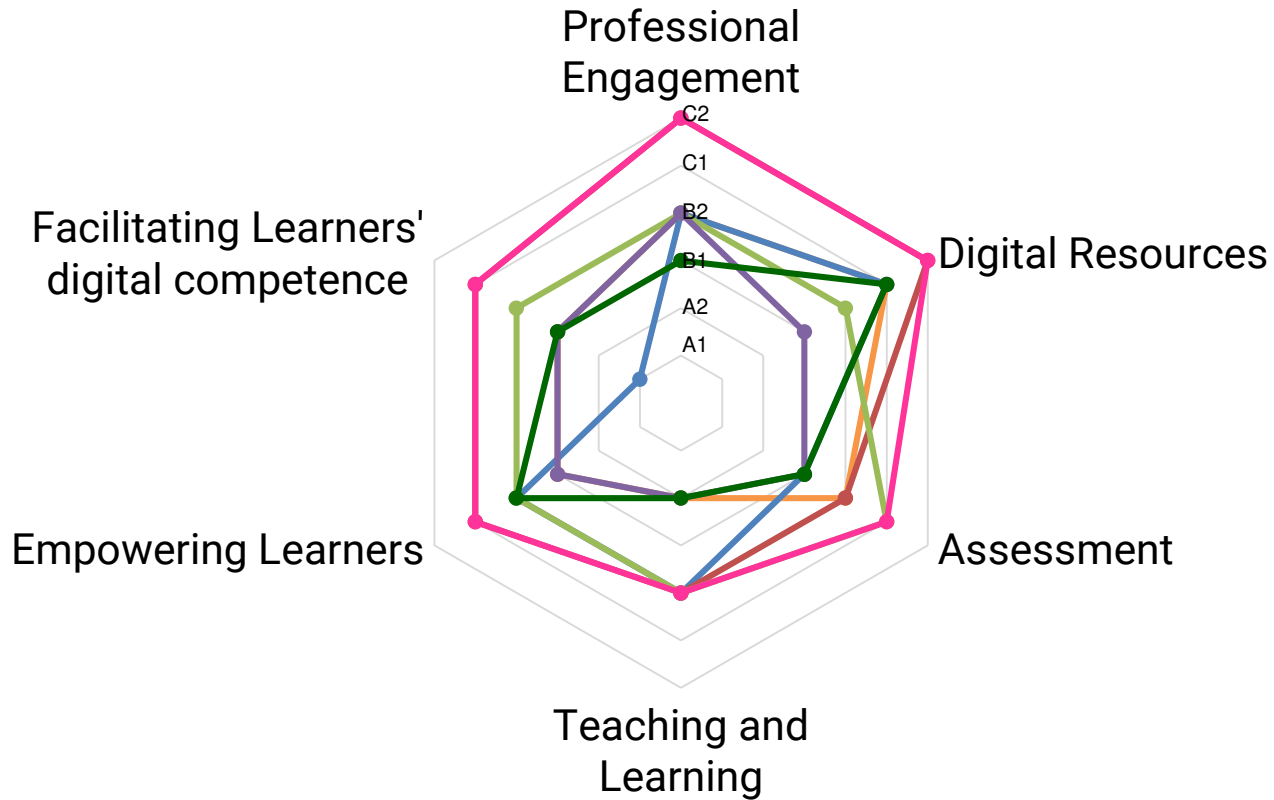 Professional
Engagement
C2
C1
B2
B1
A2
A1
Facilitating Learners'
digital competence
Digital Resources
Empowering Learners
Assessment
Teaching and
Learning